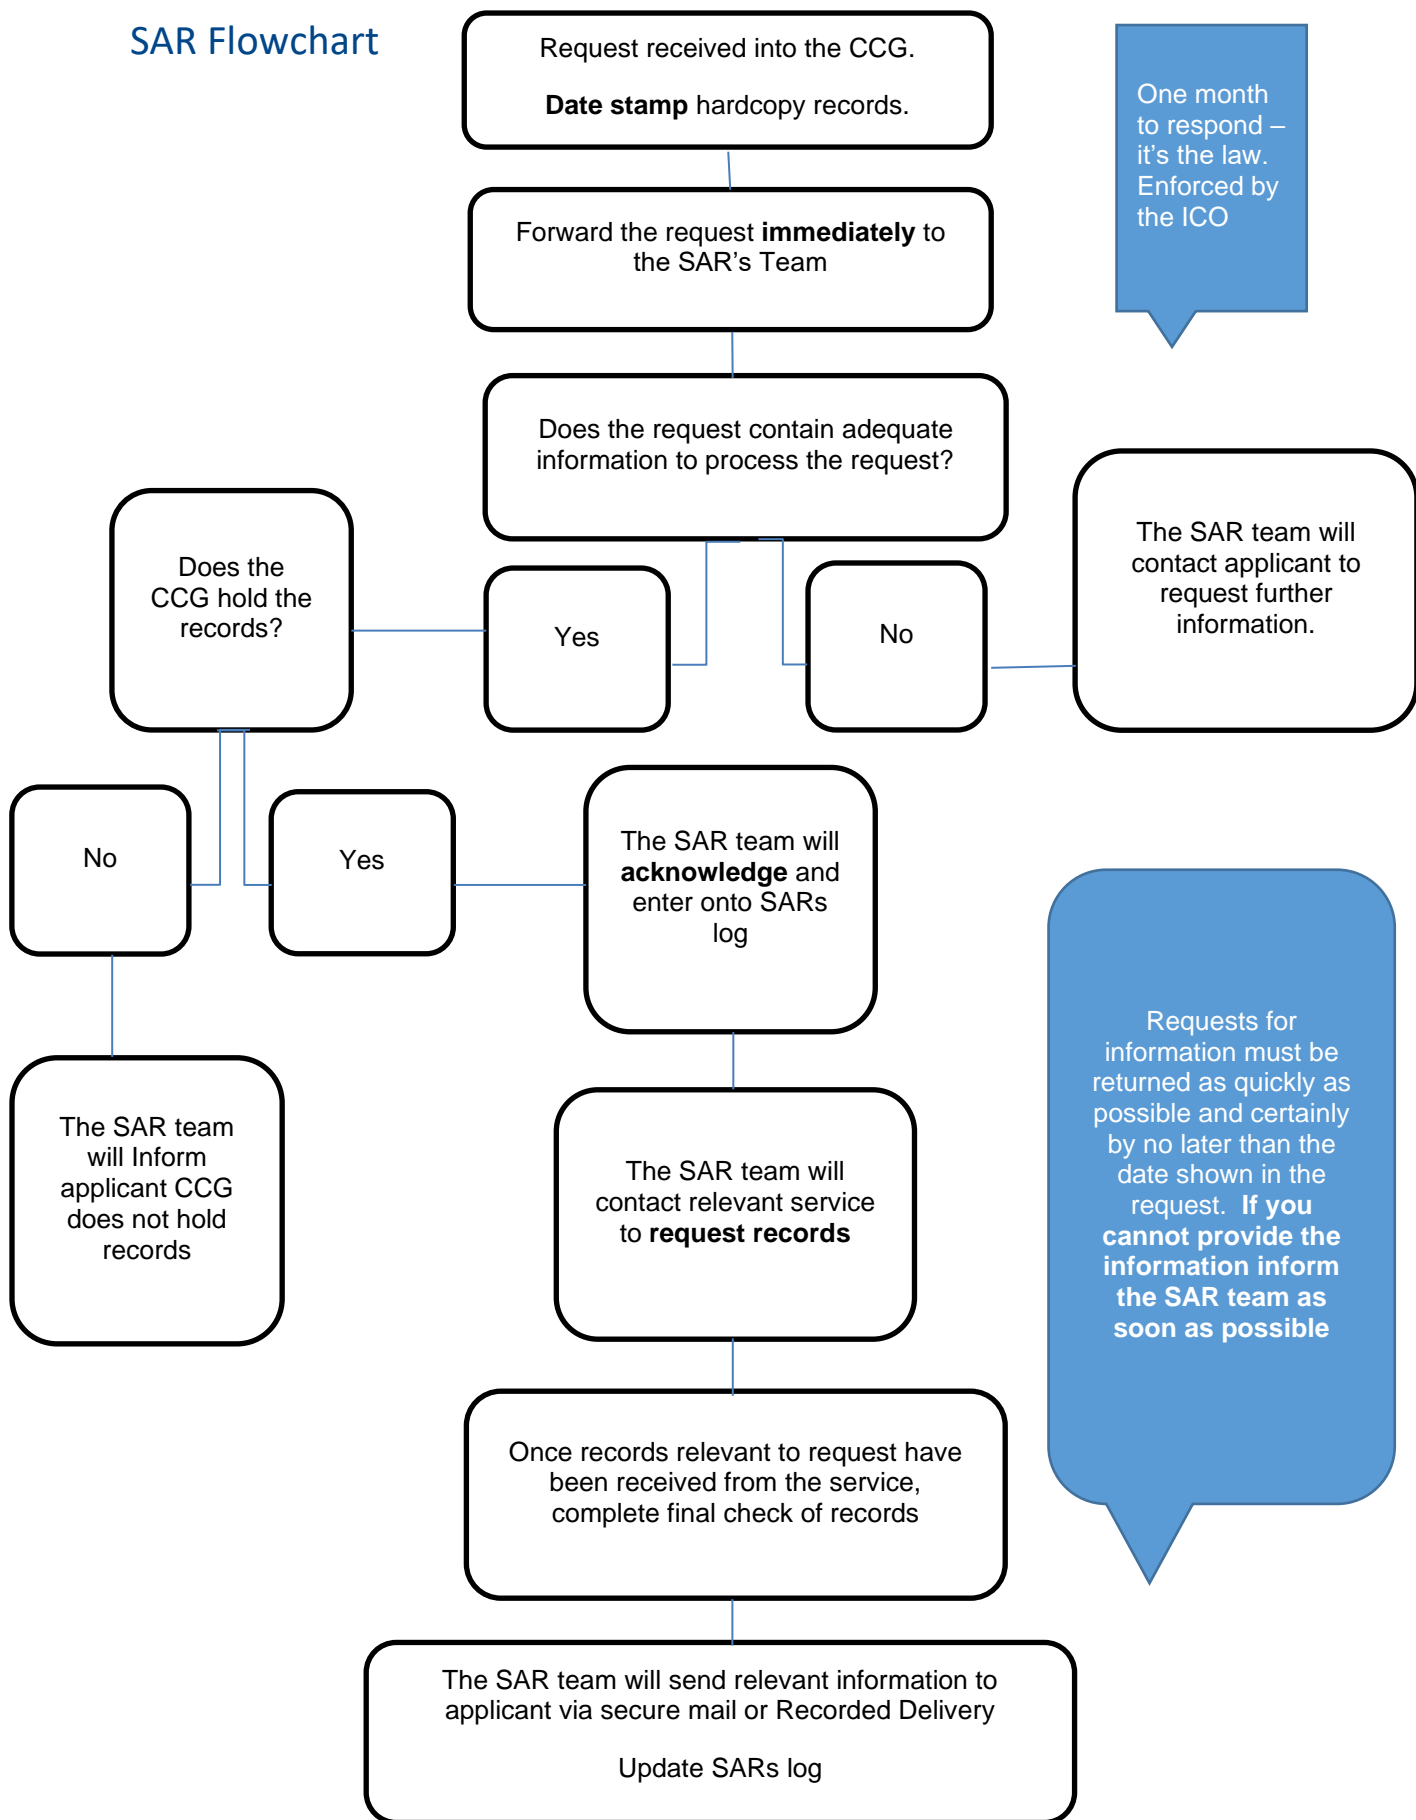 SAR Flowchart
Request received into the CCG.
Date stamp hardcopy records.
One month
to respond –
it's the law.
Enforced by
the ICO
Forward the request immediately to
the SAR's Team
Does the request contain adequate
information to process the request?
Does the
CCG hold the
records?
Yes
No
The SAR team will
contact applicant to
request further
information.
No
Yes
The SAR team will
acknowledge and
enter onto SARs
log
The SAR team
will Inform
applicant CCG
does not hold
records
The SAR team will
contact relevant service
to request records
Requests for
information must be
returned as quickly as
possible and certainly
by no later than the
date shown in the
request.  If you
cannot provide the
information inform
the SAR team as
soon as possible
Once records relevant to request have
been received from the service,
complete final check of records
The SAR team will send relevant information to
applicant via secure mail or Recorded Delivery
Update SARs log